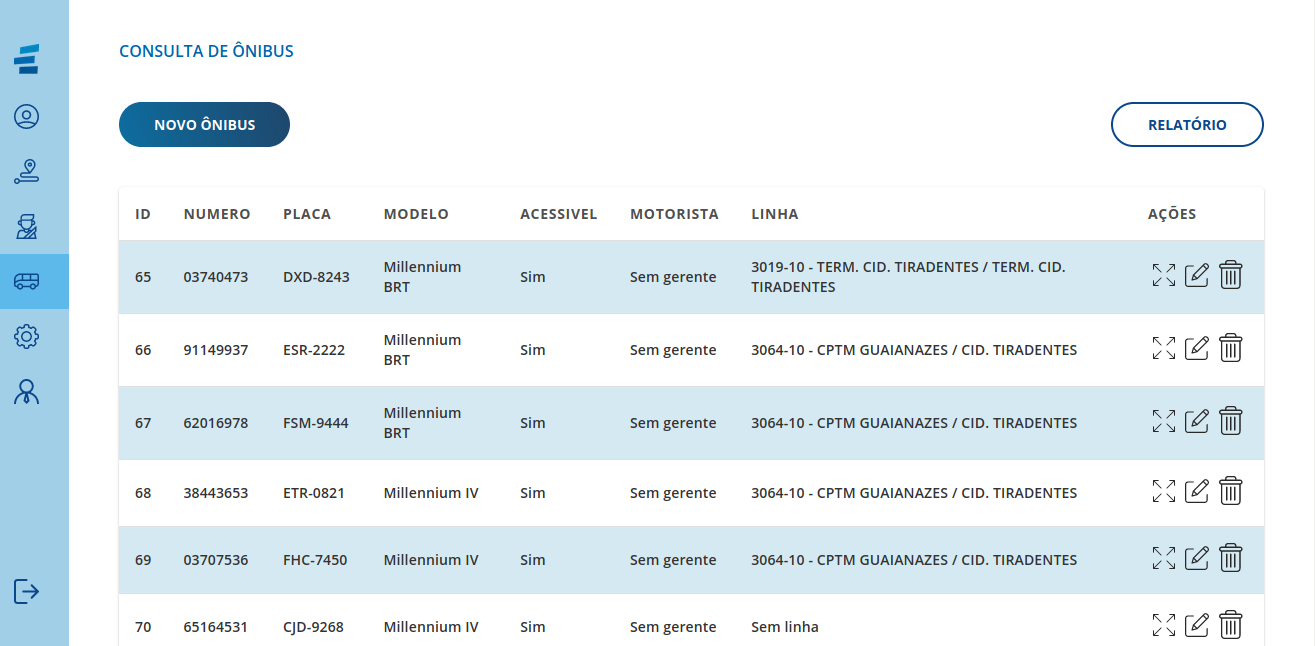 CONSULTA DE ÔNIBUS
NOVO ÔNIBUS
RELATÓRIO
ID NUMERO PLACA MODELO ACESSIVEL MOTORISTA LINHA AÇÕES
65 03740473 DXD-8243 Millennium BRT Sim Sem gerente 3019-10 - TERM. CID. TIRADENTES / TERM. CID. TIRADENTES
66 91149937 ESR-2222 Millennium BRT Sim Sem gerente 3064-10 - CPTM GUAIANAZES / CID. TIRADENTES
67 62016978 FSM-9444 Millennium BRT Sim Sem gerente 3064-10 - CPTM GUAIANAZES / CID. TIRADENTES
68 38443653 ETR-0821 Millennium IV Sim Sem gerente 3064-10 - CPTM GUAIANAZES / CID. TIRADENTES
69 03707536 FHC-7450 Millennium IV Sim Sem gerente 3064-10 - CPTM GUAIANAZES / CID. TIRADENTES
70 65164531 CJD-9268 Millennium IV Sim Sem gerente Sem linha